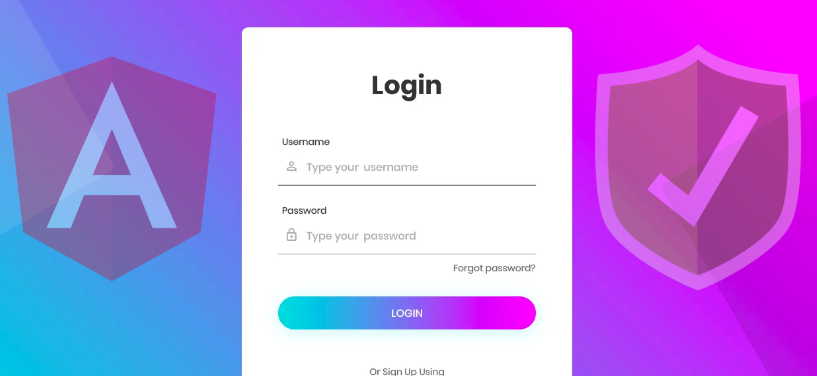 Login
Username
Type your username
Password
Type your password
Forgot password?
LOGIN
Or Sign Up Using